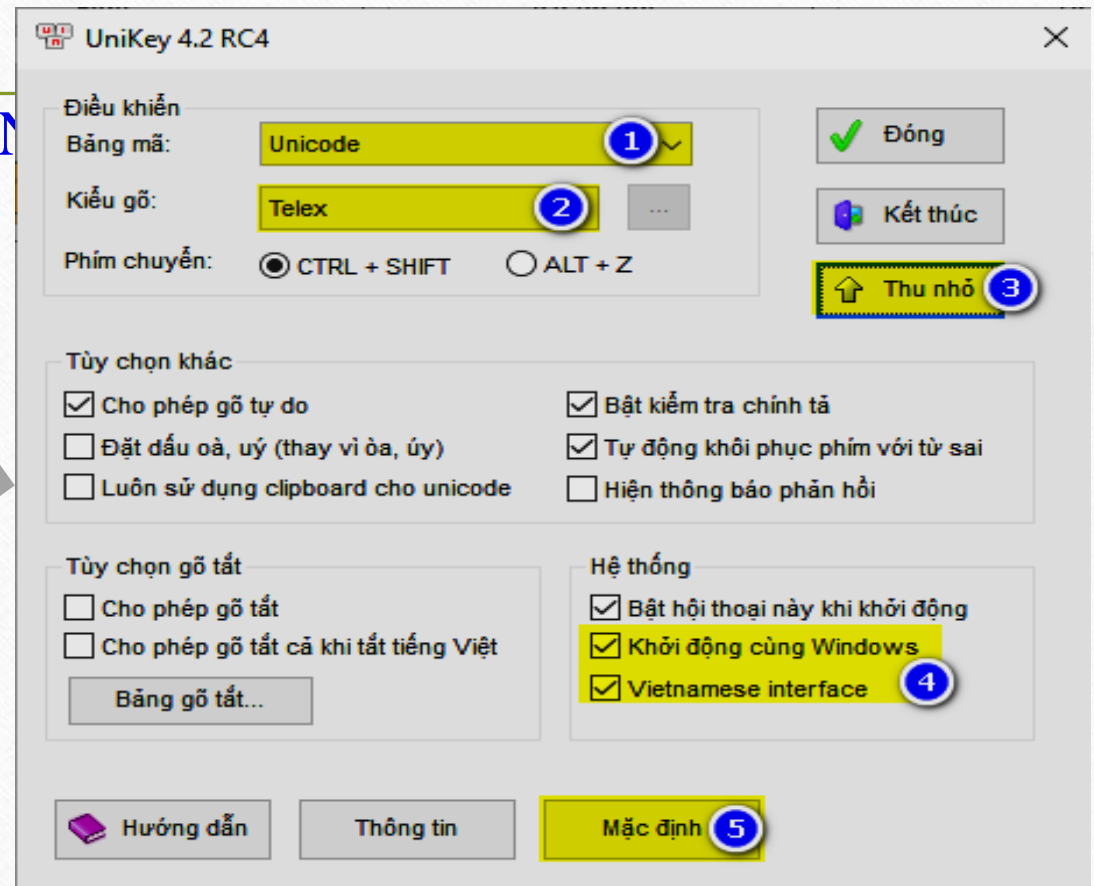 UniKey 4.2 RC4
Điều khiển
Bảng mã: Unicode 1
Đóng
Kiểu gõ: Telex 2 ...
Kết thúc
Phím chuyển: CTRL + SHIFT ALT + Z
Thu nhỏ 3
Tùy chọn khác
Cho phép gõ tự do
Bật kiểm tra chính tả
Đặt dấu oà, uý (thay vì òa, úy)
Tự động khôi phục phím với từ sai
Luôn sử dụng clipboard cho unicode
Hiện thông báo phản hồi
Tùy chọn gõ tắt
Cho phép gõ tắt
Cho phép gõ tắt cả khi tắt tiếng Việt
Bảng gõ tắt...
Hệ thống
Bật hội thoại này khi khởi động
Khởi động cùng Windows
Vietnamese interface 4
Hướng dẫn
Thông tin
Mặc định 5